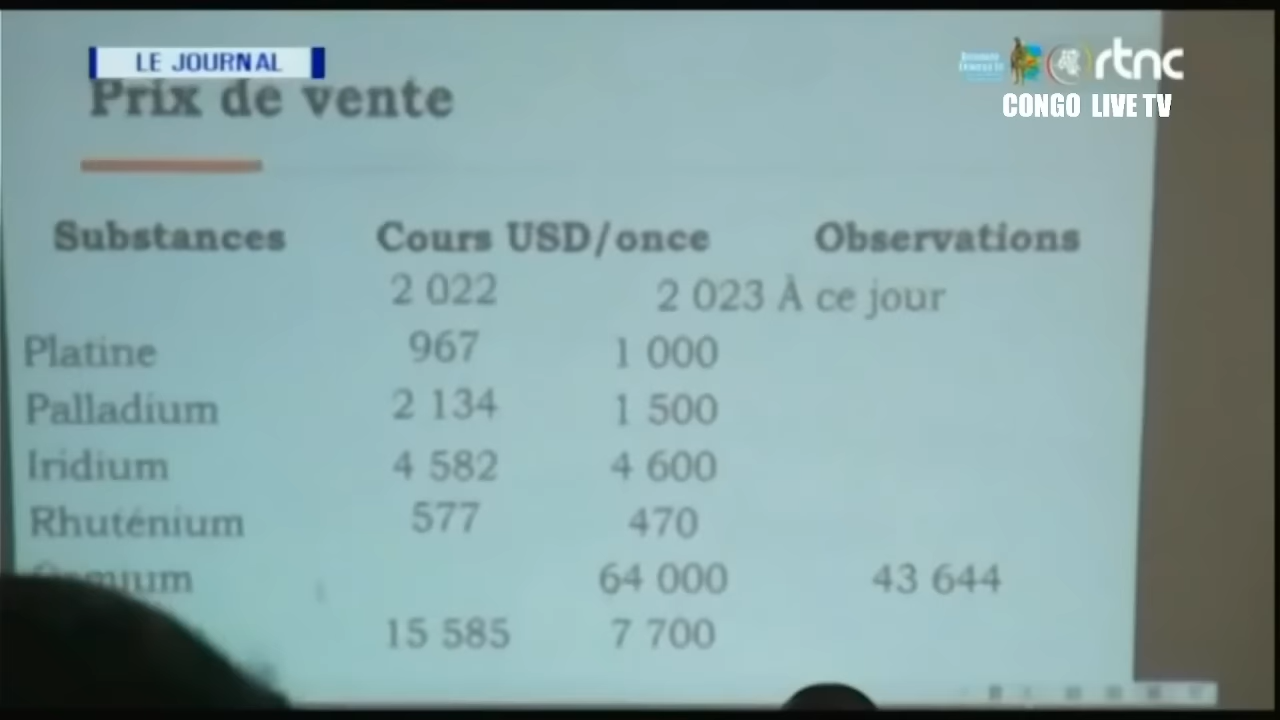 LE JOURNAL
rtnc
CONGO LIVE TV
Prix de vente
Substances Cours USD/once Observations
2 022 2 023 À ce jour
Platine 967 1 000
Palladium 2 134 1 500
Iridium 4 582 4 600
Rhuténium 577 470
64 000 43 644
15 585 7 700